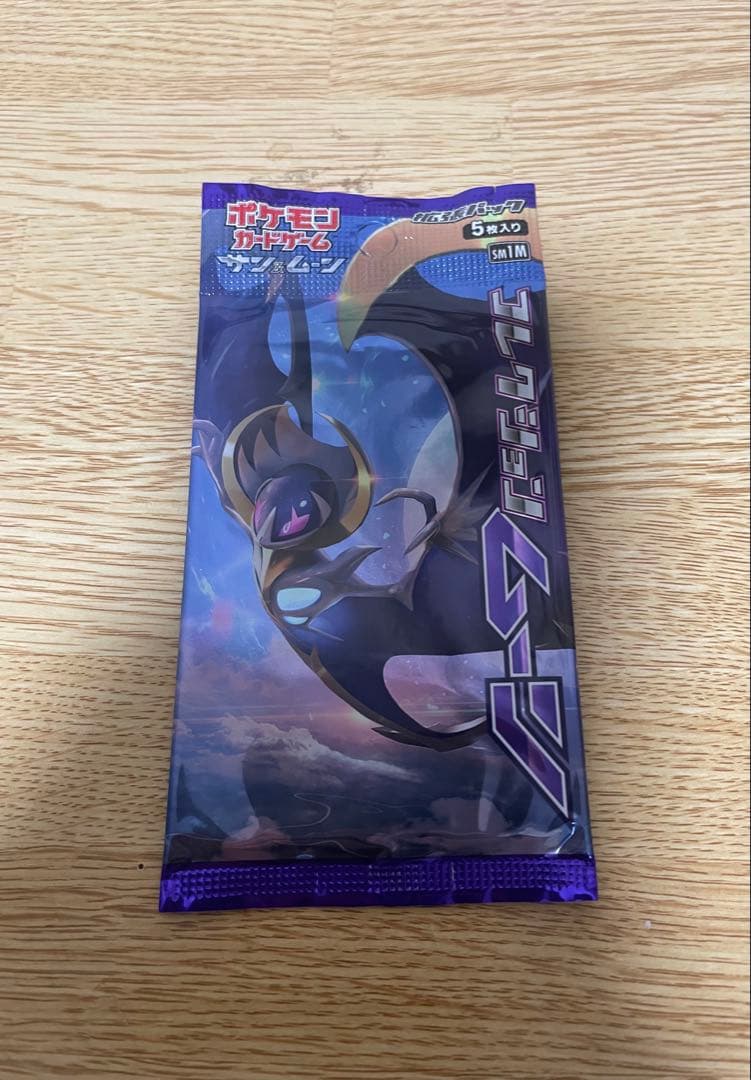 ポケモン
カードゲーム
サン&ムーン
拡張パック
5枚入り
SM1M
コレクション
ムーン